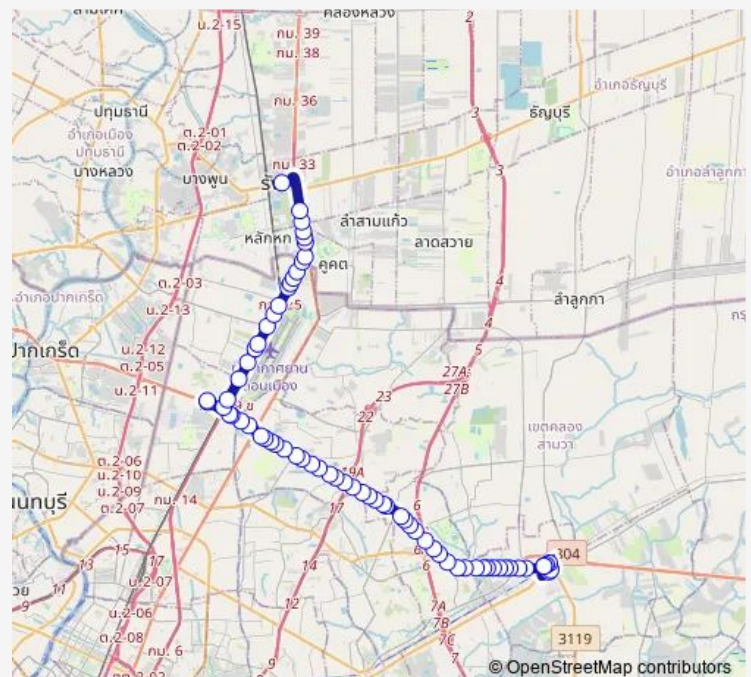 น.2-15
คลองหลวง
กม. 39
กม. 38
2
กม. 36
3
ปทุมธานี
ธัญบุรี
อำเภอธัญบุรี
อำเภอเมือง
ปทุมธานี
ต.2-01
ต.2-02
บางหลวง
บางพูน
กม. 33
3
อำเภอลำลูกกา
ลำสามแก้ว
หลักหก
ลาดสวาย
คูคต
ต.2-03
4
อำเภอปากเกร็ด
น.2-13
ลำลูกกา
4
5
น.2-12
ปากเกร็ด
ต.2-05
น.2-11
27A
27B
23
22
เขตคลอง
สามวา
ต.2-06
19A
น.2-10
น.2-09
กม. 14
17
6
ต.2-07
304
15
17
13
14
6
11
6
9
น.2-07
12
7A
น.2-06
7B
3119
ต.2-08
กม. 6
7
9
© OpenStreetMap contributors